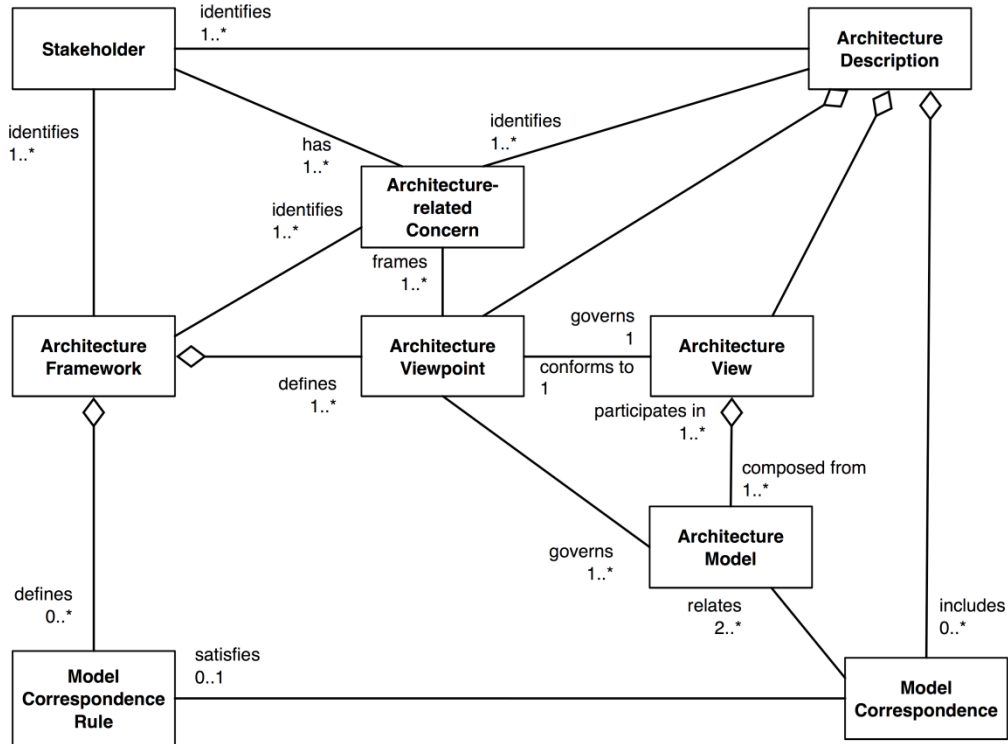 identifies
1..*
Stakeholder
Architecture
Description
identifies
1..*
has
1..*
identifies
1..*
Architecture-
related
Concern
identifies
1..*
frames
1..*
Architecture
Framework
defines
1..*
Architecture
Viewpoint
governs
1
conforms to
1
Architecture
View
participates in
1..*
composed from
1..*
governs
1..*
Architecture
Model
defines
0..*
relates
2..*
includes
0..*
Model
Correspondence
Rule
satisfies
0..1
Model
Correspondence